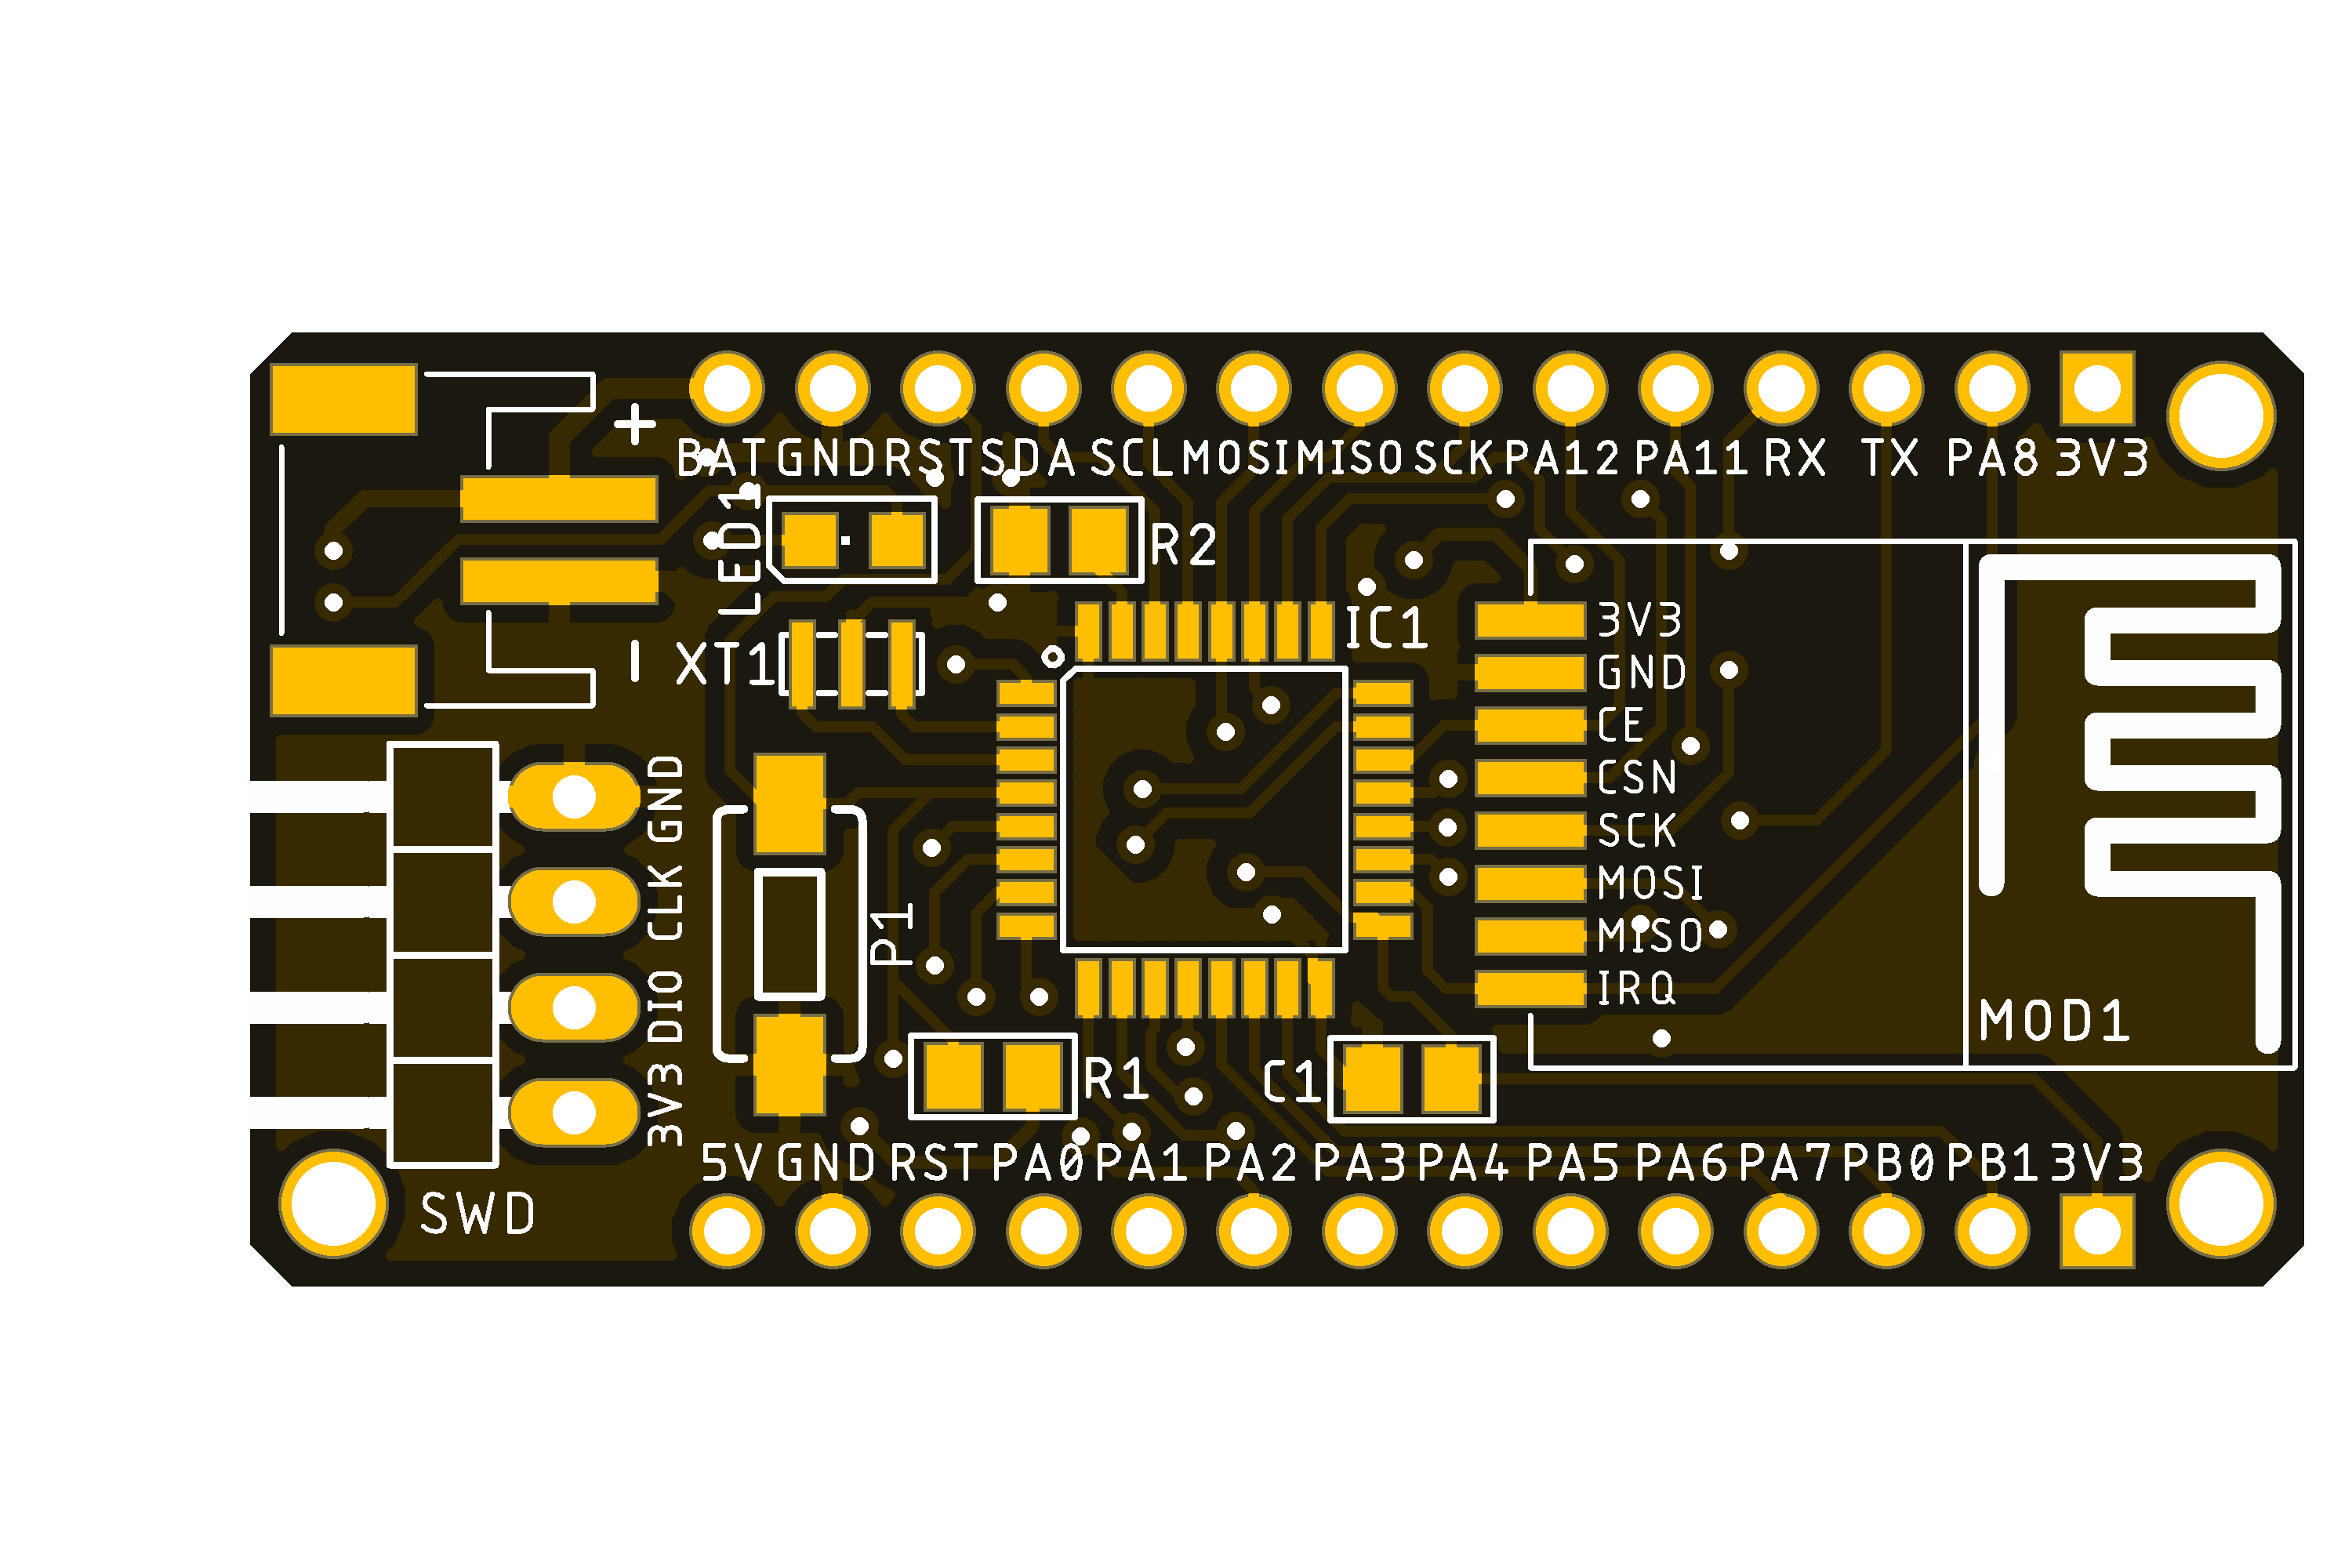 +
BAT GND RST SDA SCL MOSI MISO SCK PA12 PA11 RX TX PA8 3V3
LED1
R2
IC1
-
XT1
3V3
GND
CE
CSN
SCK
MOSI
MISO
IRQ
MOD1
GND
CLK
DIO
3V3
P1
R1
C1
5V GND RST PA0 PA1 PA2 PA3 PA4 PA5 PA6 PA7 PB0 PB1 3V3
SWD